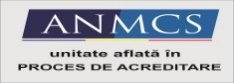 ANMCS
unitate aflată în
PROCES DE ACREDITARE